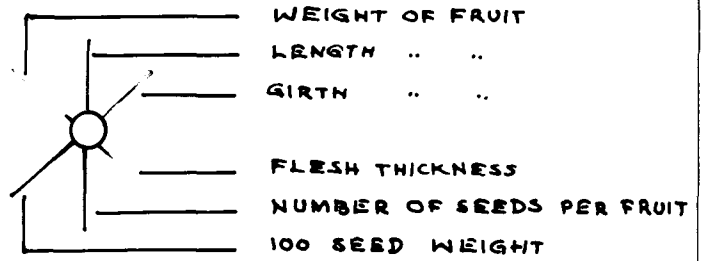 WEIGHT OF FRUIT
LENGTH " "
GIRTH " "
FLESH THICKNESS
NUMBER OF SEEDS PER FRUIT
100 SEED WEIGHT